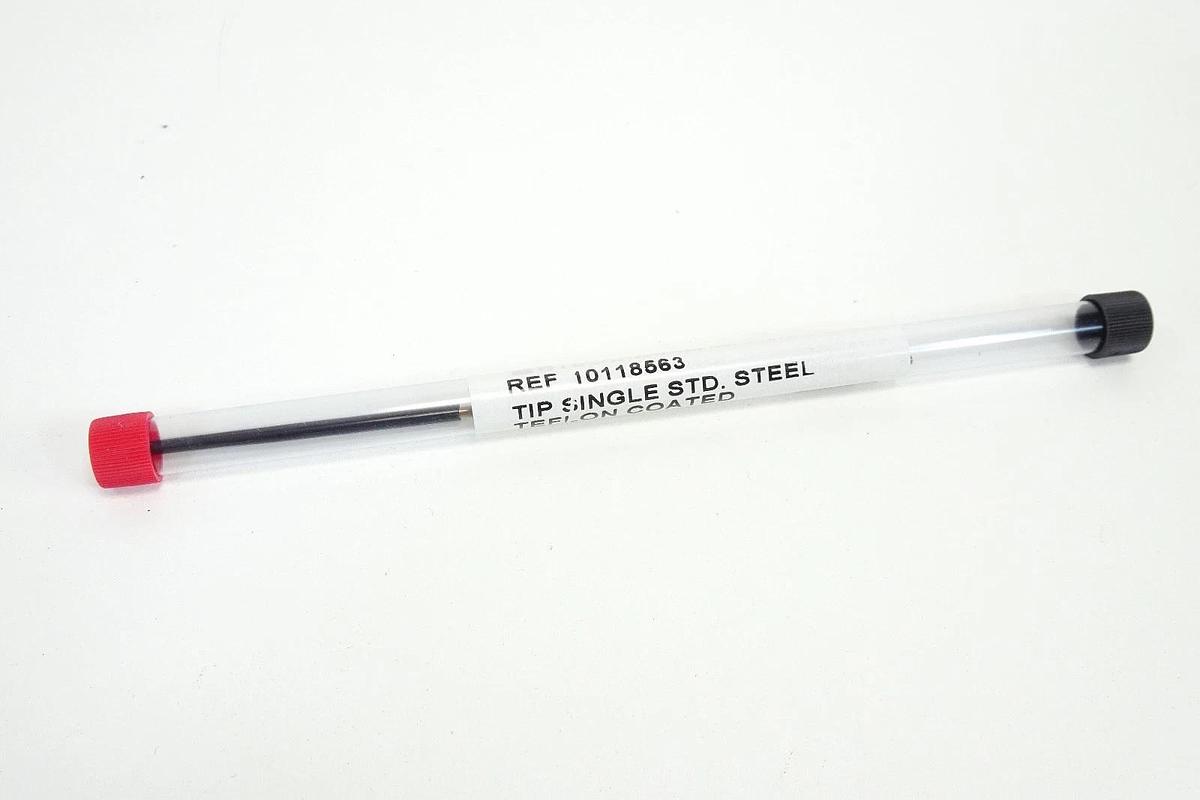 REF 10118563
TIP SINGLE STD. STEEL
TEFLON COATED